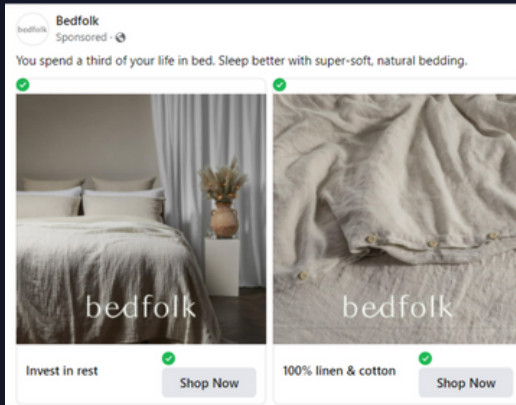 bedfolk
Bedfolk
Sponsored ·
You spend a third of your life in bed. Sleep better with super-soft, natural bedding.
bedfolk
bedfolk
Invest in rest
Shop Now
100% linen & cotton
Shop Now